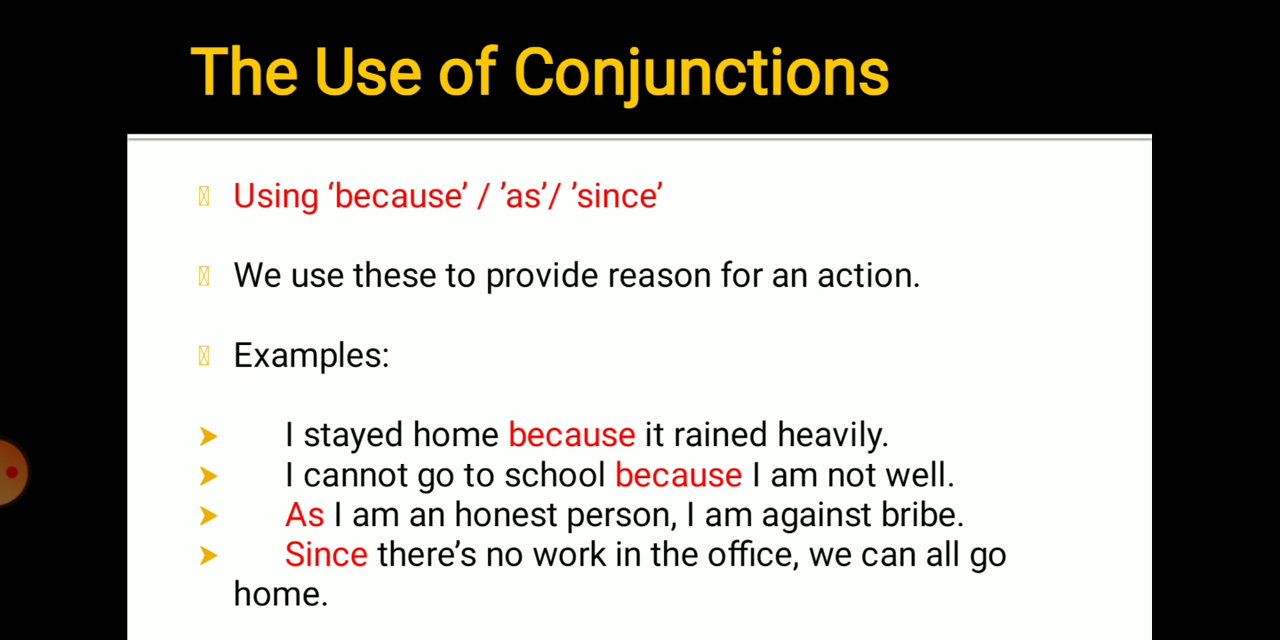 The Use of Conjunctions
Using ‘because’ / ’as’/ ’since’
We use these to provide reason for an action.
Examples:
I stayed home because it rained heavily.
I cannot go to school because I am not well.
As I am an honest person, I am against bribe.
Since there’s no work in the office, we can all go
home.